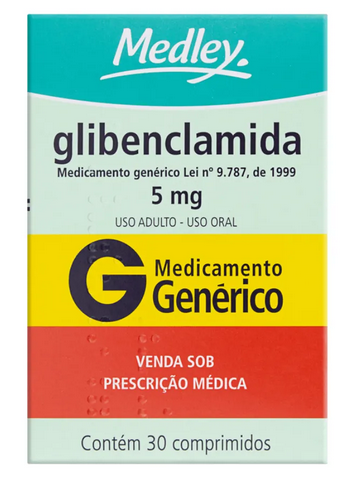 Medley.
glibenclamida
Medicamento genérico Lei nº 9.787, de 1999
5 mg
USO ADULTO - USO ORAL
G Medicamento
Genérico
VENDA SOB
PRESCRIÇÃO MÉDICA
Contém 30 comprimidos